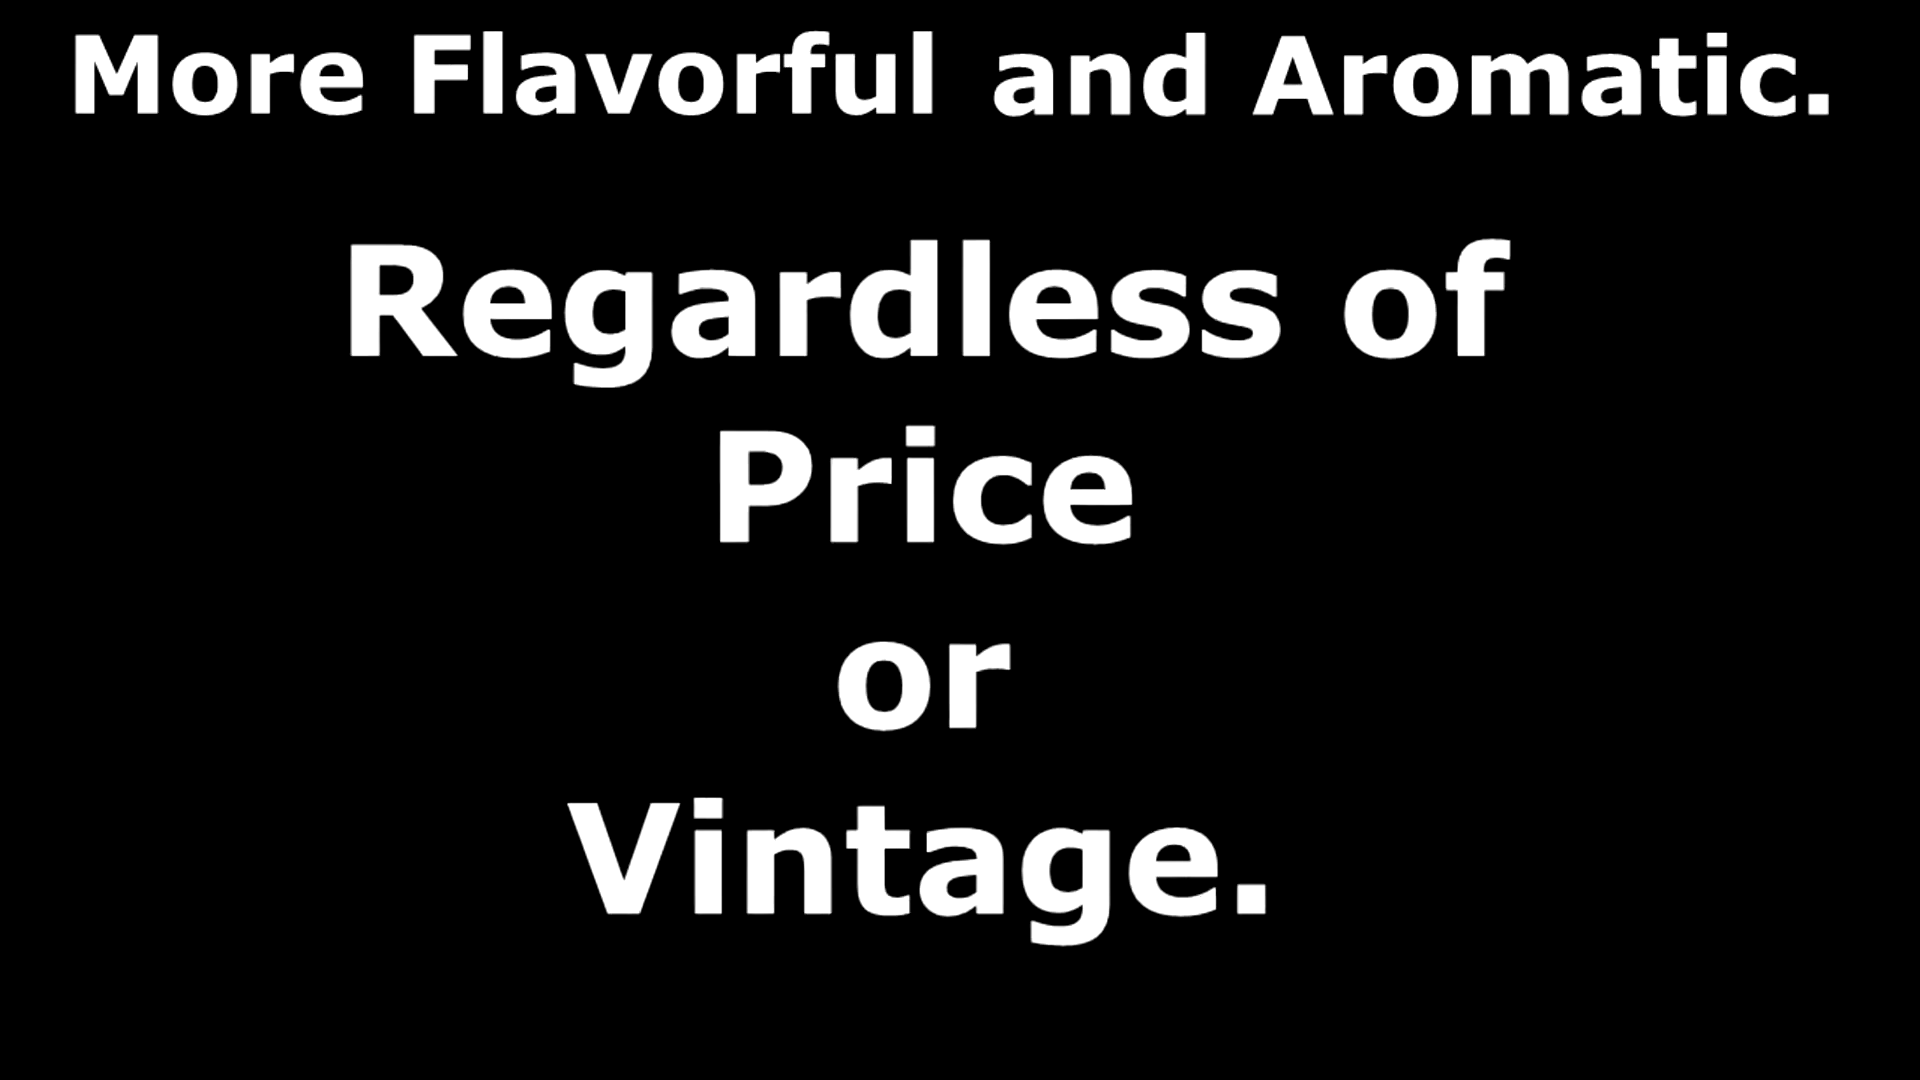 More Flavorful and Aromatic.
Regardless of
Price
or
Vintage.